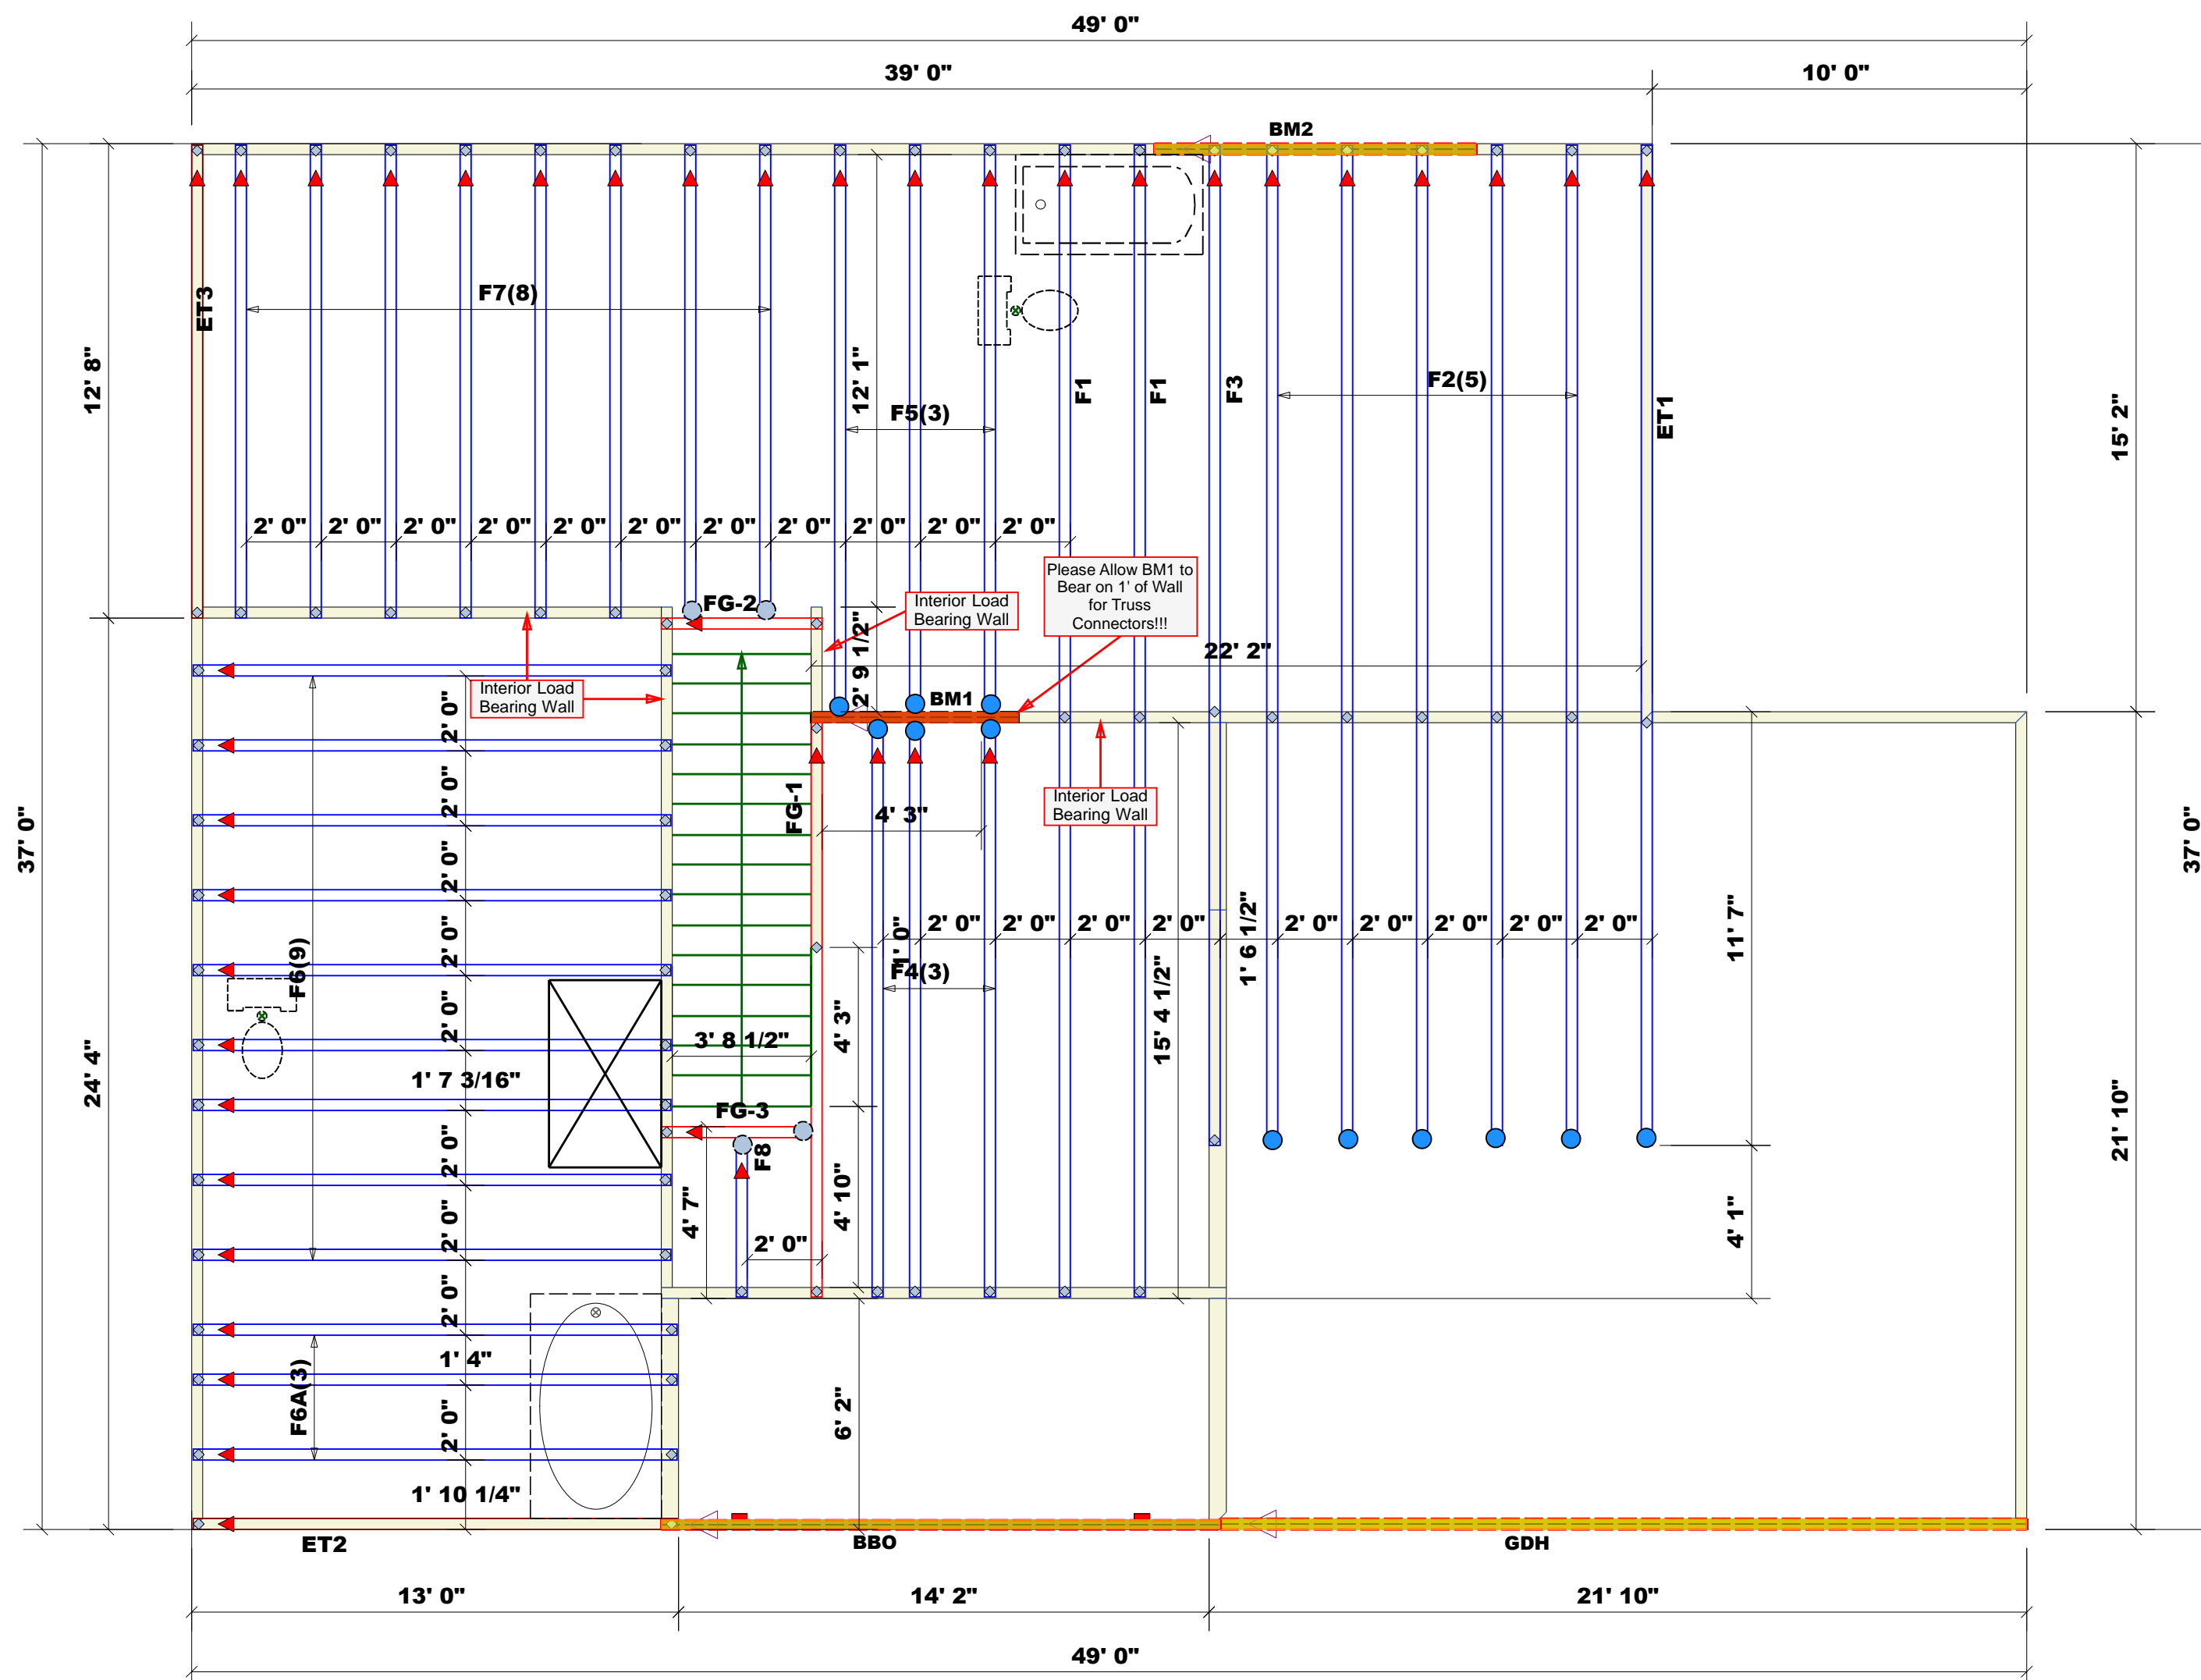 49' 0"
39' 0"
10' 0"
BM2
ET3
F7(8)
12' 8"
12' 1"
F5(3)
F1
F1
F3
F2(5)
ET1
15' 2"
2' 0"
2' 0"
2' 0"
2' 0"
2' 0"
2' 0"
2' 0"
2' 0"
2' 0"
2' 0"
2' 0"
Please Allow BM1 to
Bear on 1' of Wall
for Truss
Connectors!!!
FG-2
Interior Load
Bearing Wall
2' 9 1/2"
22' 2"
Interior Load
Bearing Wall
BM1
2' 0"
2' 0"
2' 0"
2' 0"
2' 0"
FG-1
4' 3"
Interior Load
Bearing Wall
37' 0"
37' 0"
F6(9)
1' 0"
2' 0"
2' 0"
2' 0"
2' 0"
1' 6 1/2"
2' 0"
2' 0"
2' 0"
2' 0"
2' 0"
11' 7"
F4(3)
15' 4 1/2"
4' 3"
3' 8 1/2"
24' 4"
1' 7 3/16"
FG-3
F8
21' 10"
2' 0"
2' 0"
2' 0"
4' 7"
4' 10"
2' 0"
4' 1"
1' 4"
F6A(3)
2' 0"
6' 2"
1' 10 1/4"
ET2
BBO
GDH
13' 0"
14' 2"
21' 10"
49' 0"